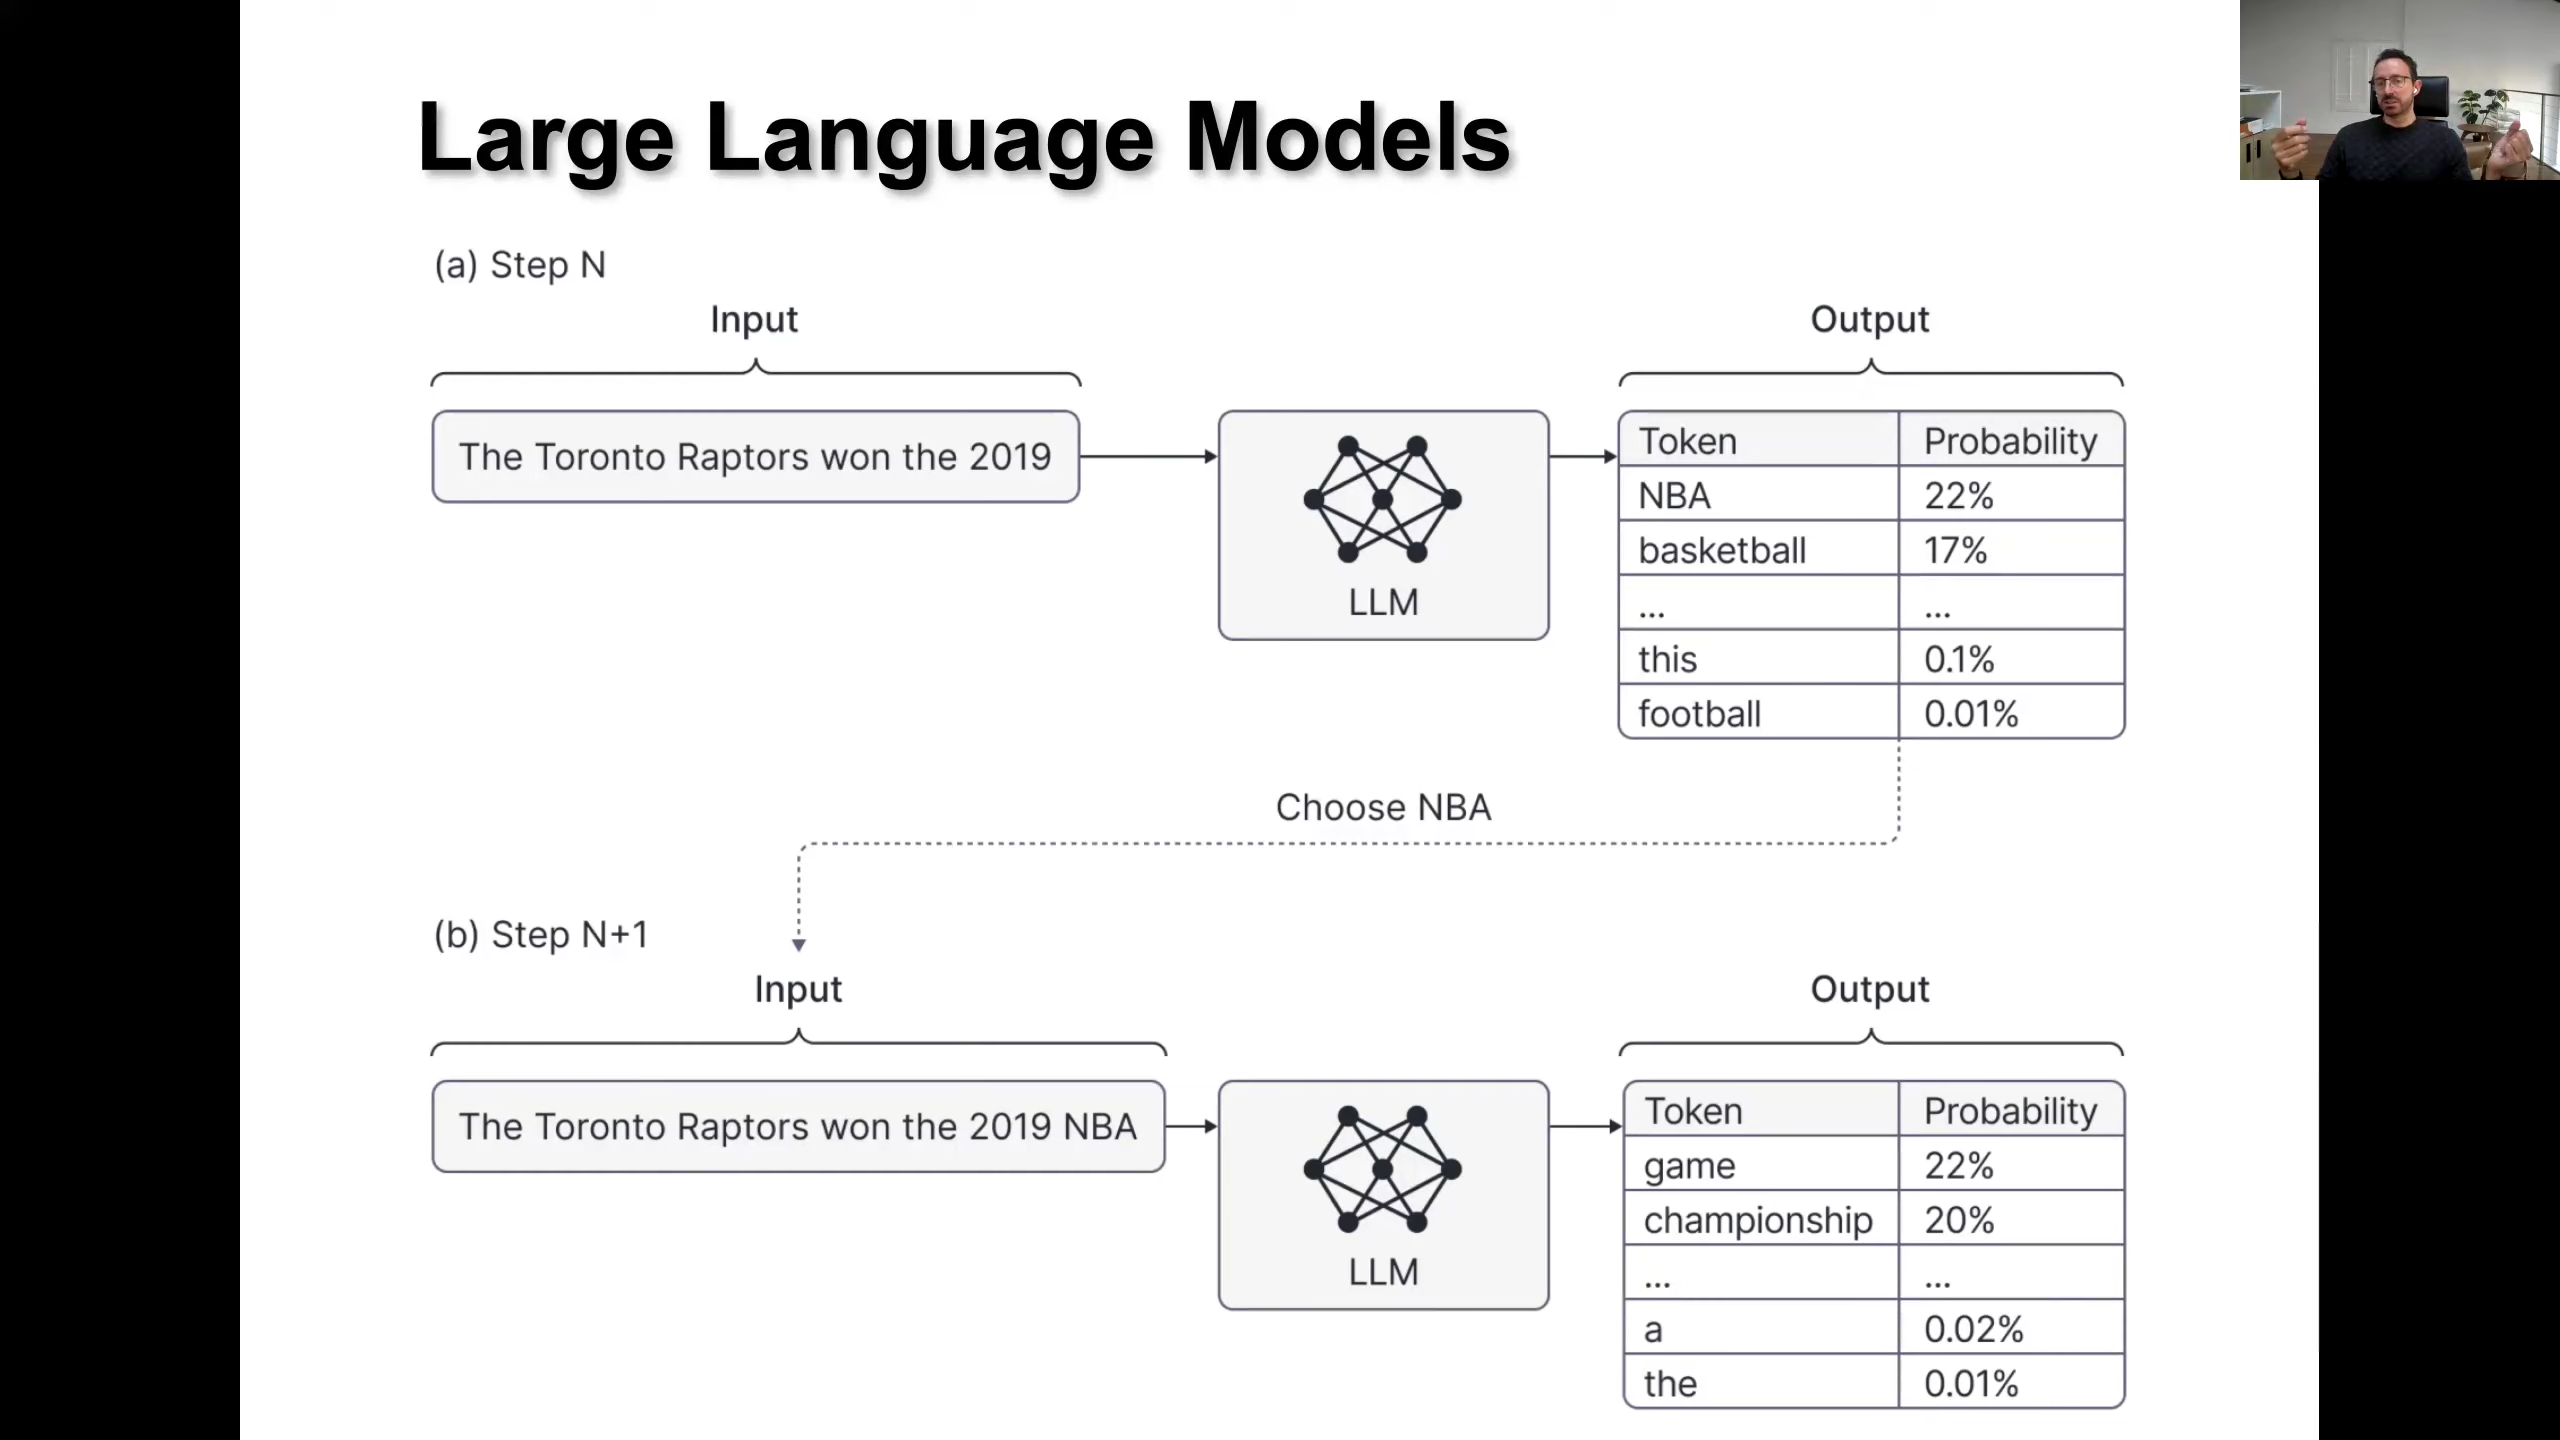 Large Language Models
(a) Step N
Input
Output
The Toronto Raptors won the 2019
LLM
Token Probability
NBA 22%
basketball 17%
... ...
this 0.1%
football 0.01%
Choose NBA
(b) Step N+1
Input
Output
The Toronto Raptors won the 2019 NBA
LLM
Token Probability
game 22%
championship 20%
... ...
a 0.02%
the 0.01%